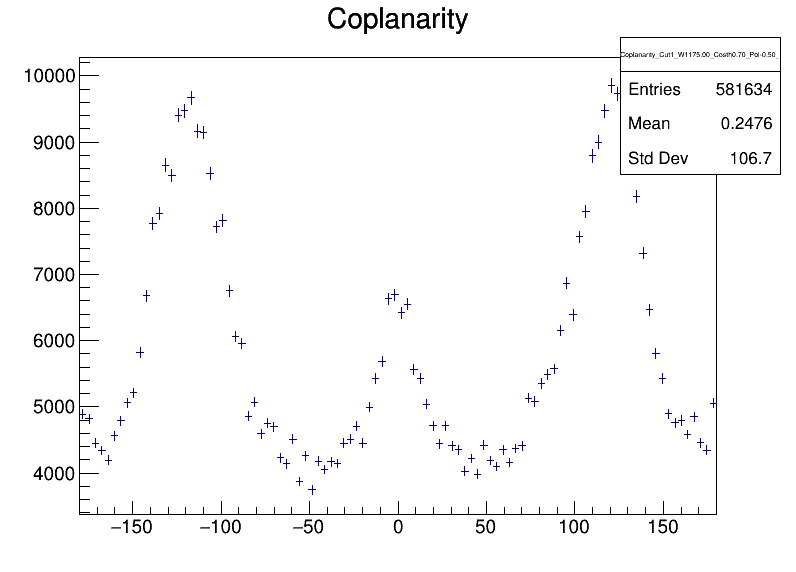 Coplanarity
Coplanarity_Cut1_W1175.00_Costh0.70_Pol-0.50_
Entries 581634
Mean 0.2476
Std Dev 106.7
10000
9000
8000
7000
6000
5000
4000
−150 −100 −50 0 50 100 150